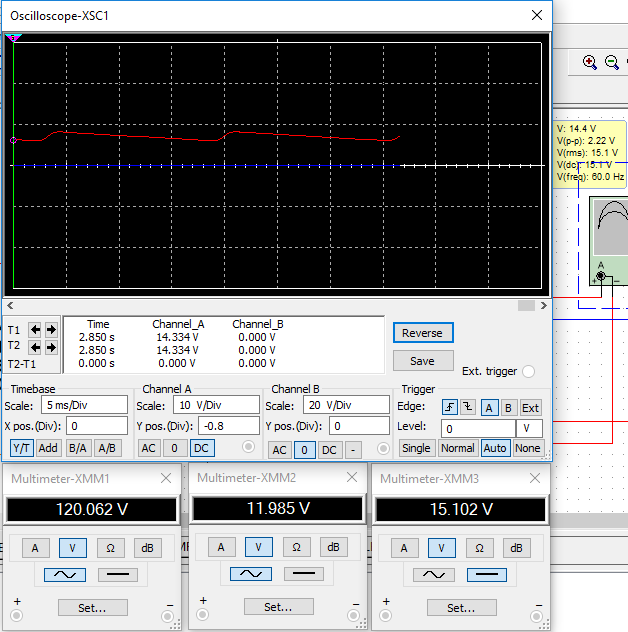 Oscilloscope-XSC1
V: 14.4 V
V(p-p): 2.22 V
V(rms): 15.1 V
V(dc): 15.1 V
V(freq): 60.0 Hz
A
+ −
Time Channel_A Channel_B
T1 2.850 s 14.334 V 0.000 V
T2 2.850 s 14.334 V 0.000 V
T2-T1 0.000 s 0.000 V 0.000 V
Reverse
Save
Ext. trigger
Timebase Channel A Channel B Trigger
Scale: 5 ms/Div Scale: 10 V/Div Scale: 20 V/Div Edge: A B Ext
X pos.(Div): 0 Y pos.(Div): -0.8 Y pos.(Div): 0 Level: 0 V
Y/T Add B/A A/B AC 0 DC AC 0 DC - Single Normal Auto None
Multimeter-XMM1 Multimeter-XMM2 Multimeter-XMM3
120.062 V 11.985 V 15.102 V
A V Ω dB A V Ω dB A V Ω dB
+ Set... − + Set... − + Set... −